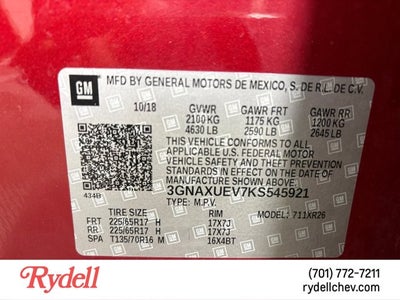 GM MFD BY GENERAL MOTORS DE MEXICO, S. DE R.L. DE C.V.
10/18 GVWR GAWR FRT GAWR RR
2100 KG 1175 KG 1200 KG
4630 LB 2590 LB 2645 LB
THIS VEHICLE CONFORMS TO ALL
APPLICABLE U.S. FEDERAL MOTOR
VEHICLE SAFETY AND THEFT PREVENTION
STANDARDS IN EFFECT ON THE DATE OF
MANUFACTURE SHOWN ABOVE.
434B
3GNAXUEV7KS545921
TYPE: M.P.V. MODEL: 711XR26
TIRE SIZE RIM
FRT 225/65R17 H 17X7J
RR 225/65R17 H 17X7J
SPA T135/70R16 M 16X4BT
Rydell
(701) 772-7211
rydellchev.com